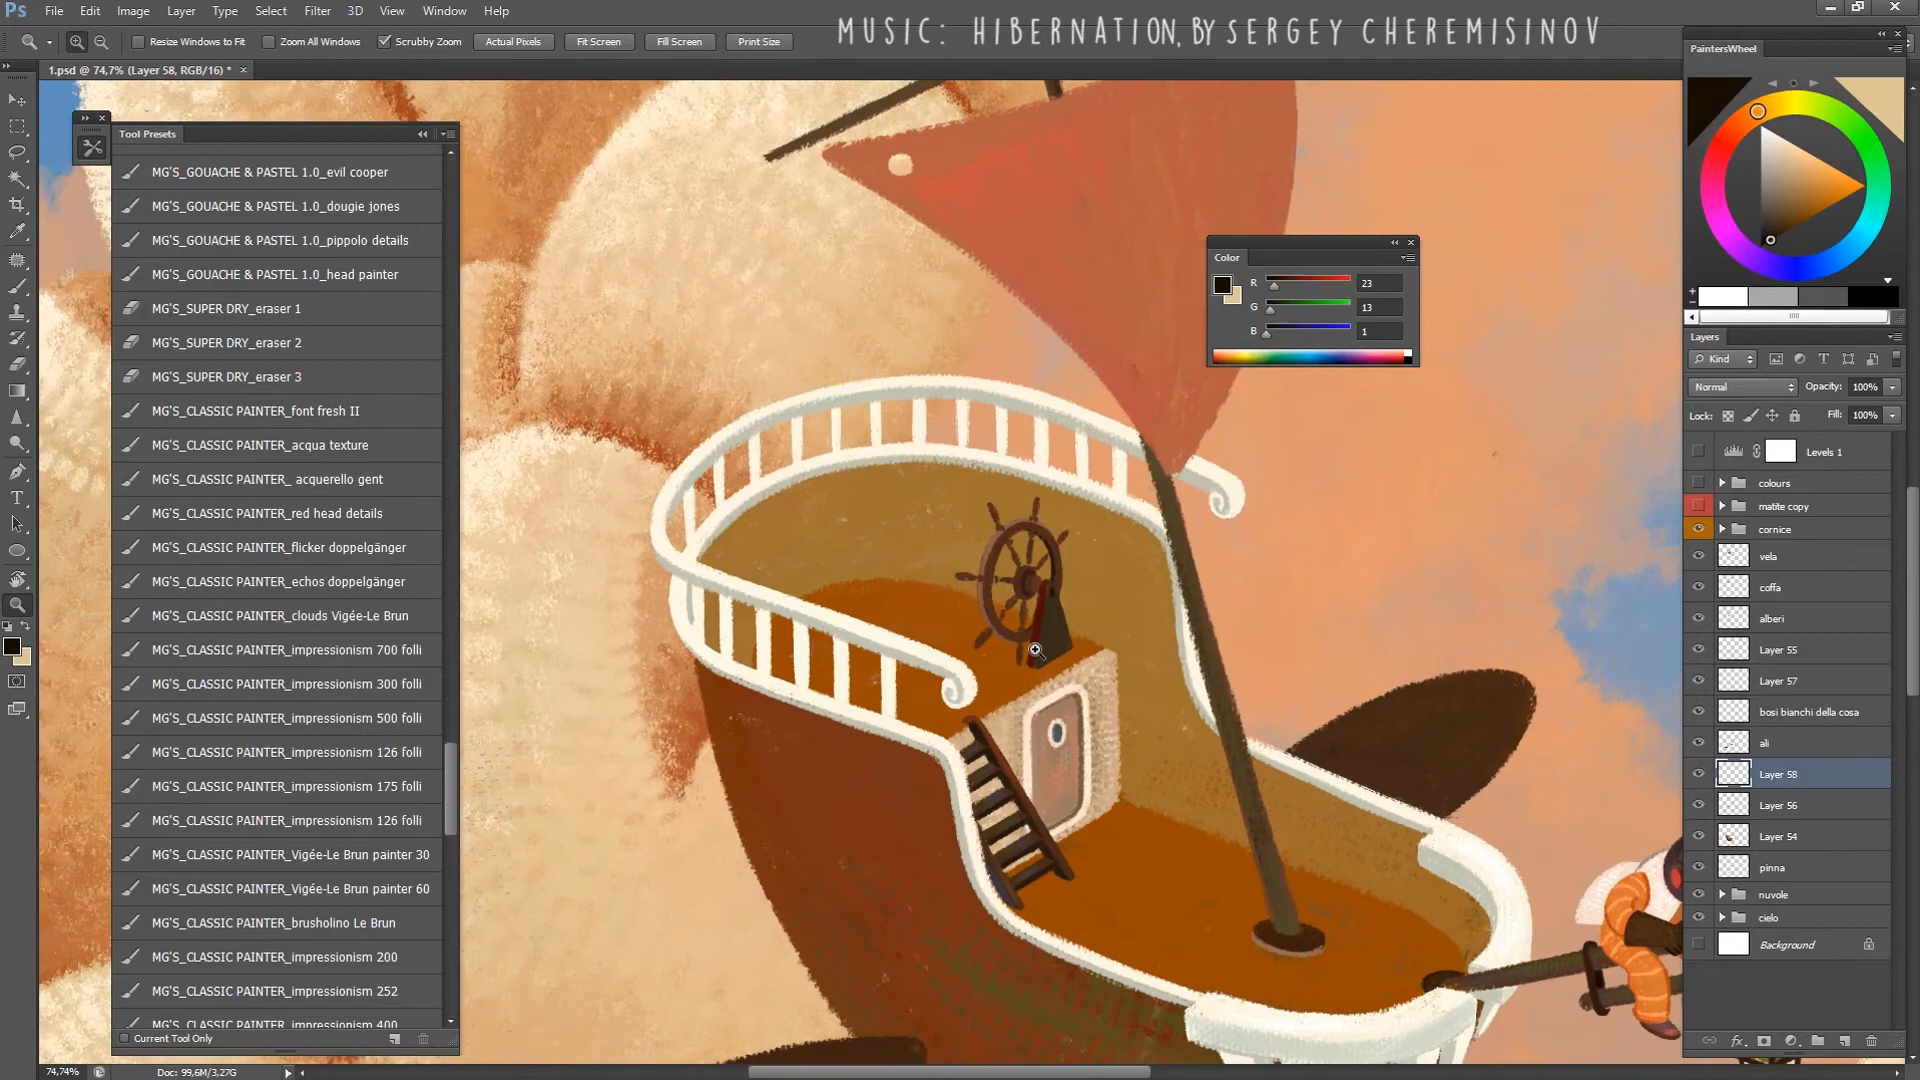 Ps File Edit Image Layer Type Select Filter 3D View Window Help
MUSIC: HIBERNATION, BY SERGEY CHEREMISINOV
Resize Windows to Fit Zoom All Windows Scrubby Zoom Actual Pixels Fit Screen Fill Screen Print Size
1.psd @ 74,7% (Layer 58, RGB/16) *
Tool Presets
MG'S_GOUACHE & PASTEL 1.0_evil cooper
MG'S_GOUACHE & PASTEL 1.0_dougie jones
MG'S_GOUACHE & PASTEL 1.0_pippolo details
MG'S_GOUACHE & PASTEL 1.0_head painter
MG'S_SUPER DRY_eraser 1
MG'S_SUPER DRY_eraser 2
MG'S_SUPER DRY_eraser 3
MG'S_CLASSIC PAINTER_font fresh II
MG'S_CLASSIC PAINTER_acqua texture
MG'S_CLASSIC PAINTER_ acquerello gent
MG'S_CLASSIC PAINTER_red head details
MG'S_CLASSIC PAINTER_flicker doppelgänger
MG'S_CLASSIC PAINTER_echos doppelgänger
MG'S_CLASSIC PAINTER_clouds Vigée-Le Brun
MG'S_CLASSIC PAINTER_impressionism 700 folli
MG'S_CLASSIC PAINTER_impressionism 300 folli
MG'S_CLASSIC PAINTER_impressionism 500 folli
MG'S_CLASSIC PAINTER_impressionism 126 folli
MG'S_CLASSIC PAINTER_impressionism 175 folli
MG'S_CLASSIC PAINTER_impressionism 126 folli
MG'S_CLASSIC PAINTER_Vigée-Le Brun painter 30
MG'S_CLASSIC PAINTER_Vigée-Le Brun painter 60
MG'S_CLASSIC PAINTER_brusholino Le Brun
MG'S_CLASSIC PAINTER_impressionism 200
MG'S_CLASSIC PAINTER_impressionism 252
MG'S_CLASSIC PAINTER_impressionism 400
Current Tool Only
Color
R 23
G 13
B 1
PaintersWheel
Layers
Kind
Normal Opacity: 100%
Lock: Fill: 100%
Levels 1
colours
matite copy
cornice
vela
coffa
alberi
Layer 55
Layer 57
bosi bianchi della cosa
ali
Layer 58
Layer 56
Layer 54
pinna
nuvole
cielo
Background
fx
74,74% Doc: 99,6M/3,27G